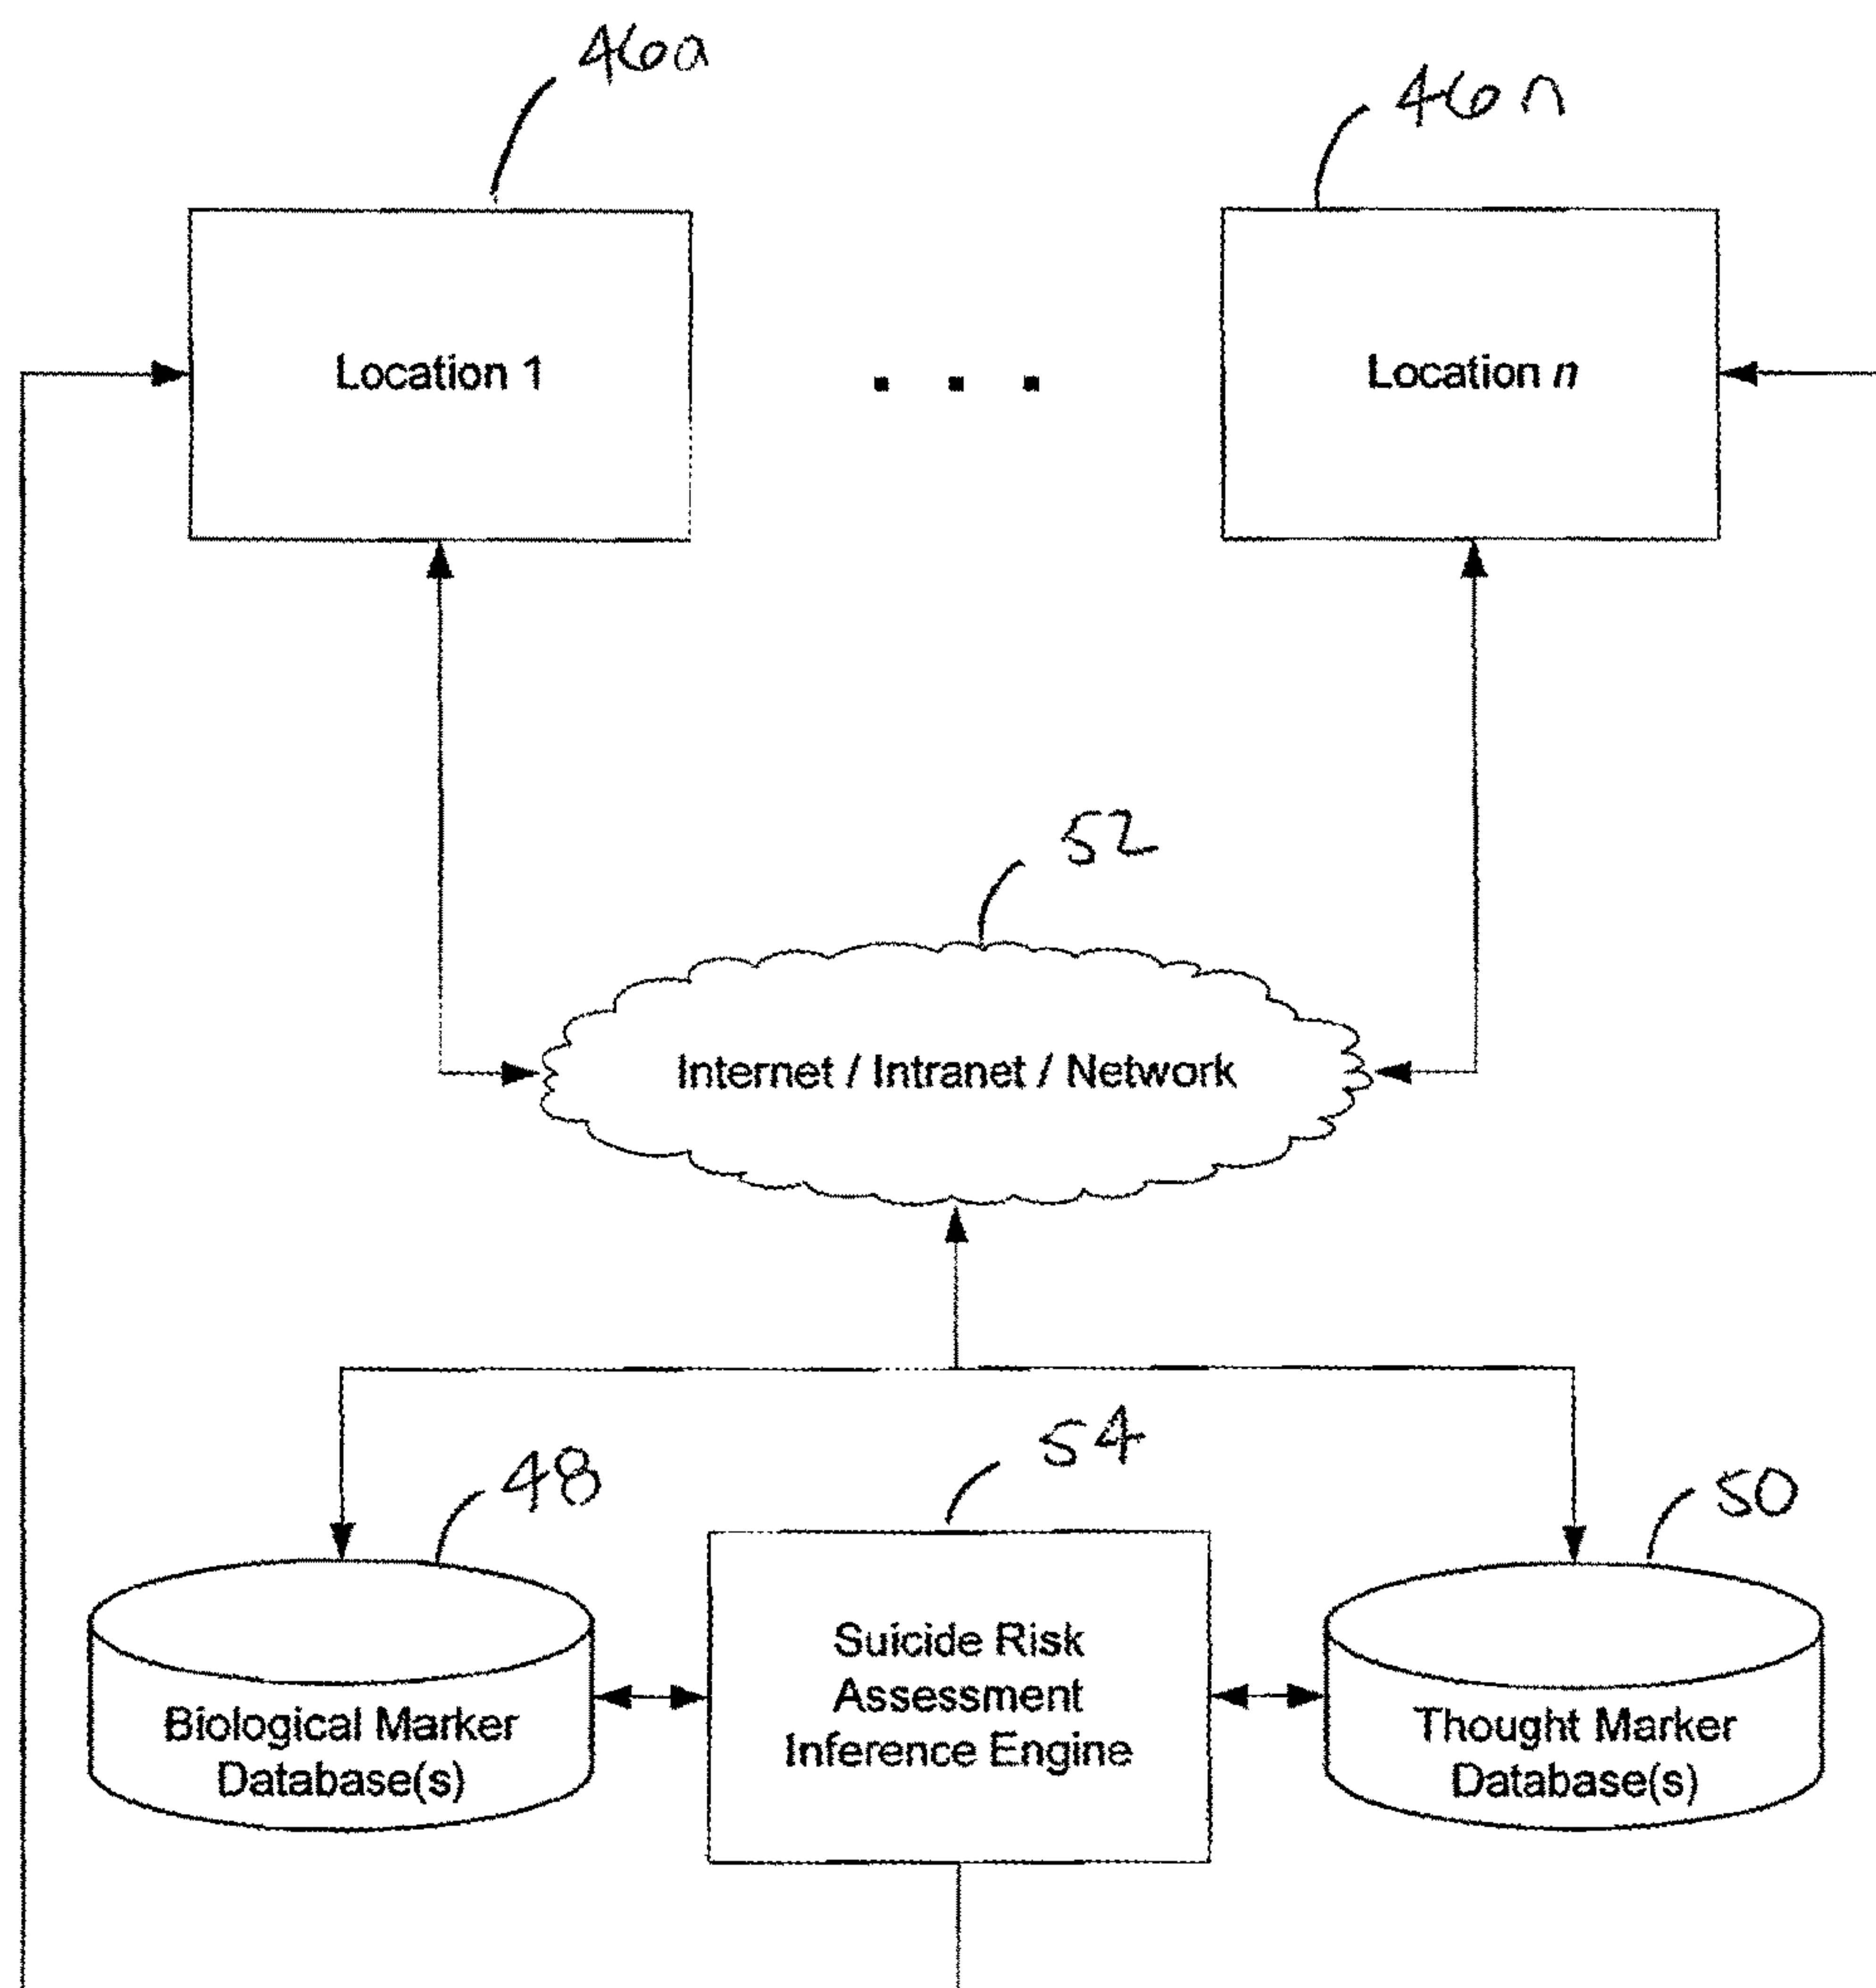 46a
46n
Location 1
. . .
Location n
52
Internet / Intranet / Network
54
48
50
Suicide Risk
Assessment
Inference Engine
Biological Marker
Database(s)
Thought Marker
Database(s)